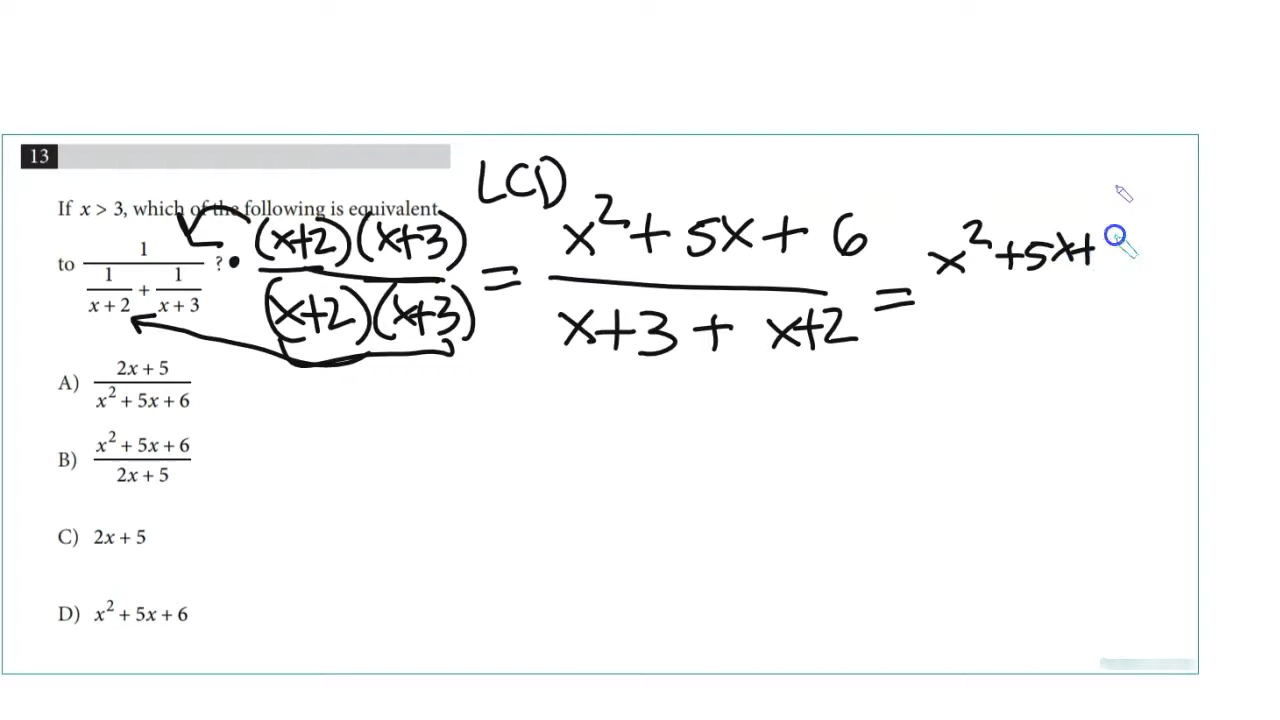 13
LCD
If x > 3, which of the following is equivalent
to 1 / (1/(x + 2) + 1/(x + 3)) ? • (x+2)(x+3) / (x+2)(x+3) = x² + 5x + 6 / x+3 + x+2 = x² +5x+
A) 2x + 5 / x² + 5x + 6
B) x² + 5x + 6 / 2x + 5
C) 2x + 5
D) x² + 5x + 6